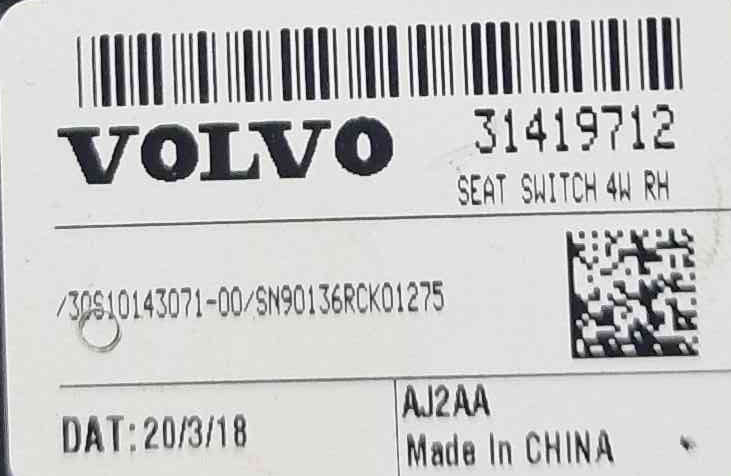 VOLVO
31419712
SEAT SWITCH 4W RH
/30S10143071-00/SN90136RCK01275
DAT:20/3/18
AJ2AA
Made In CHINA